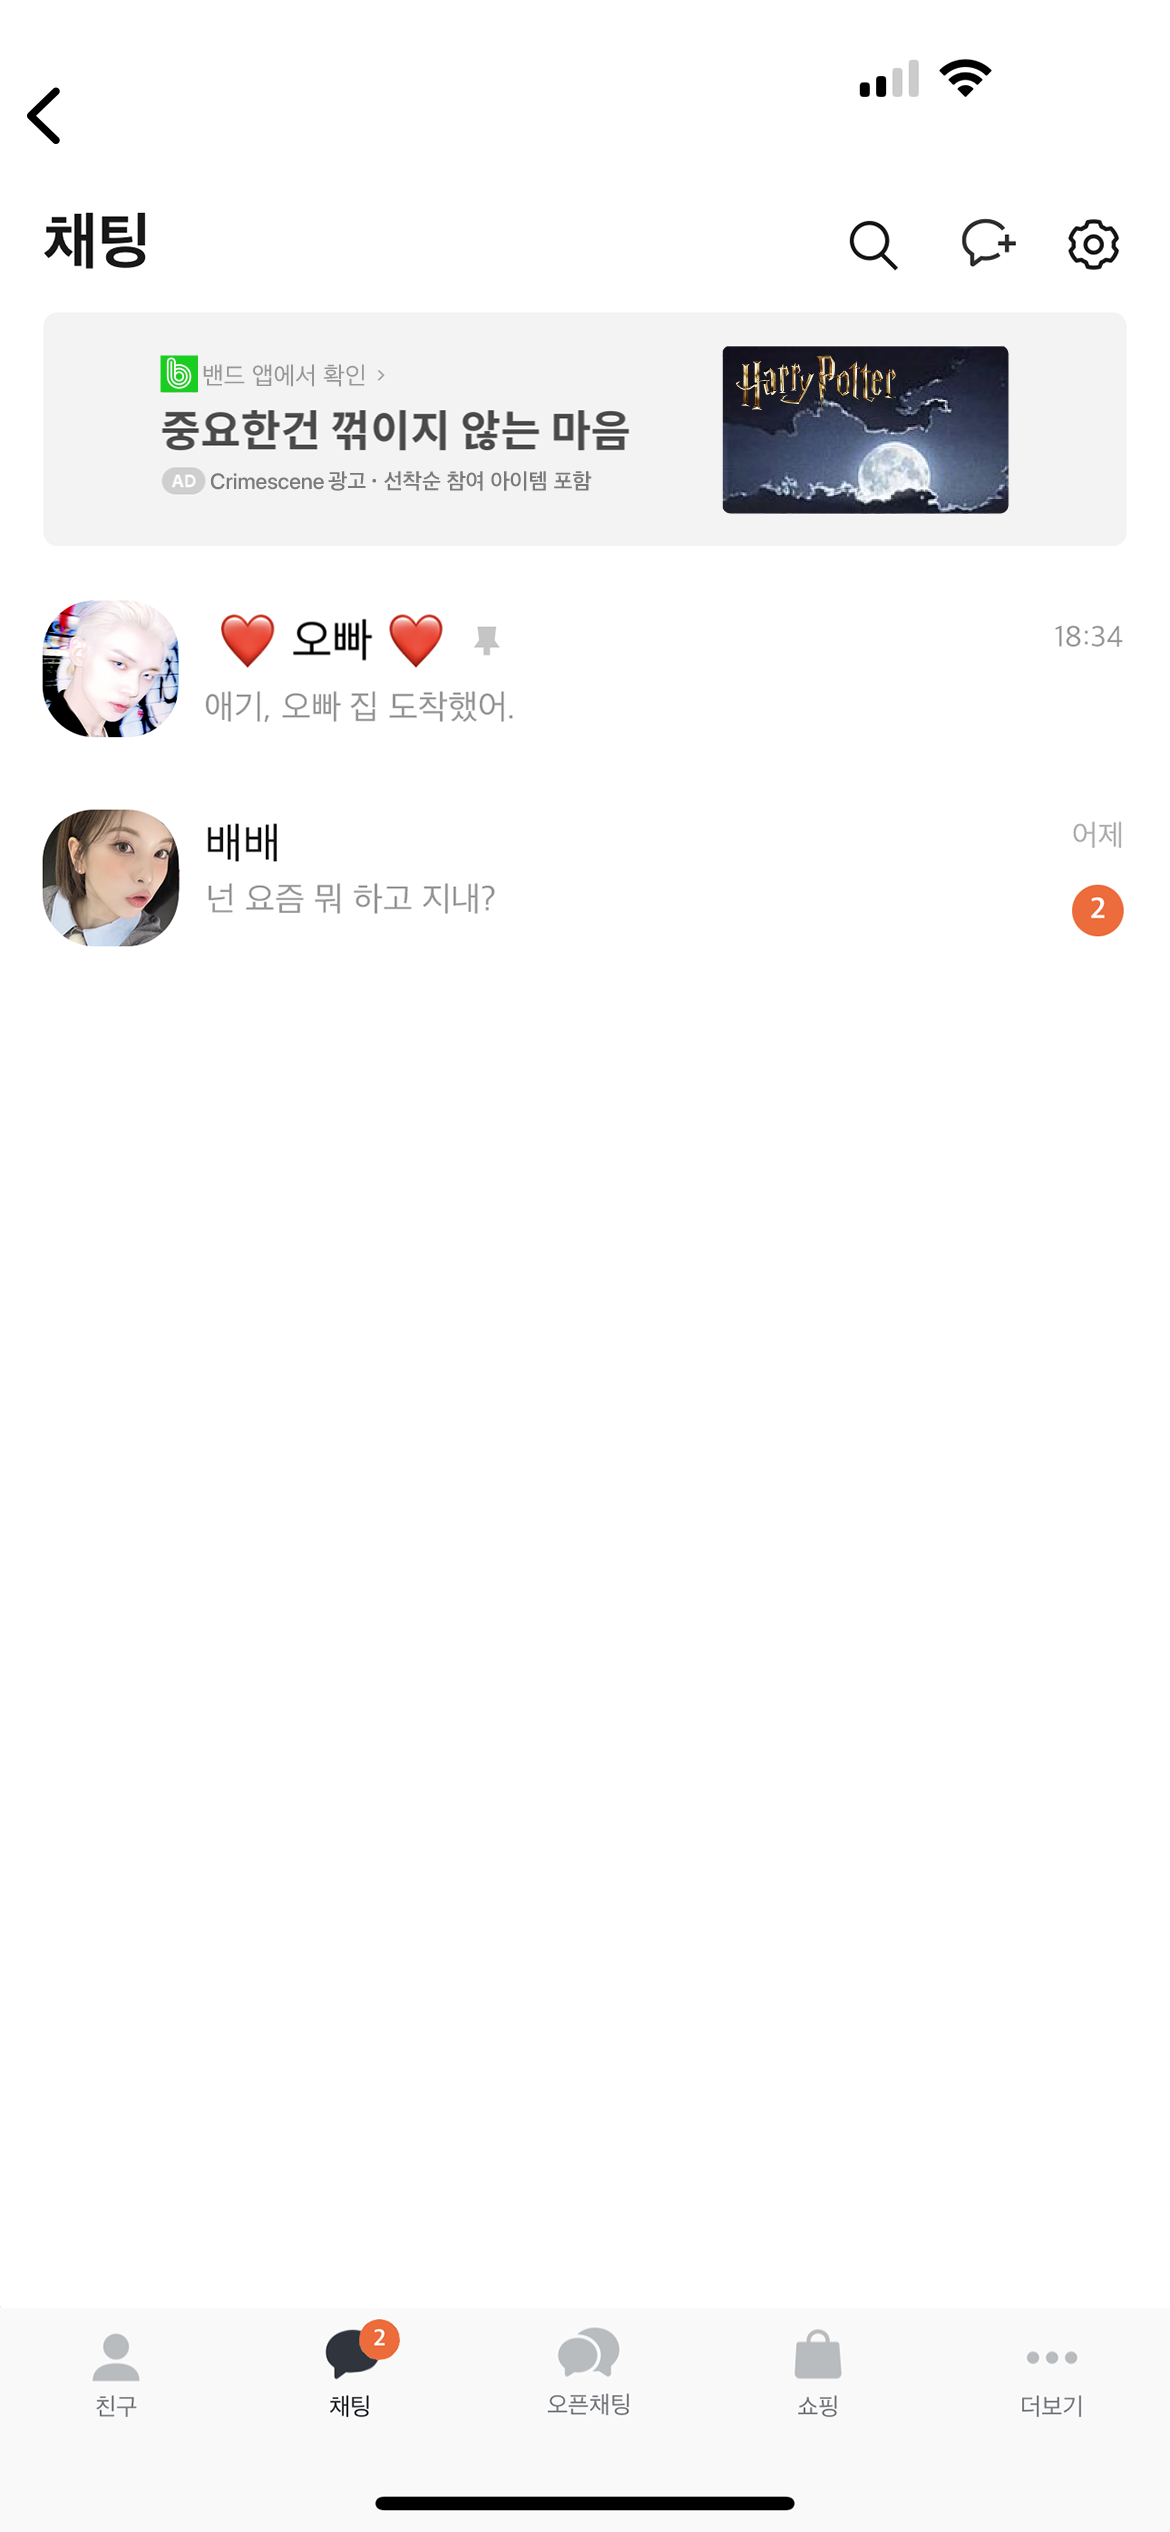 채팅
밴드 앱에서 확인 >
중요한건 꺾이지 않는 마음
AD Crimescene 광고 · 선착순 참여 아이템 포함
Harry Potter
❤️ 오빠 ❤️
18:34
애기, 오빠 집 도착했어.
배배
어제
넌 요즘 뭐 하고 지내?
2
2
친구
채팅
오픈채팅
쇼핑
더보기